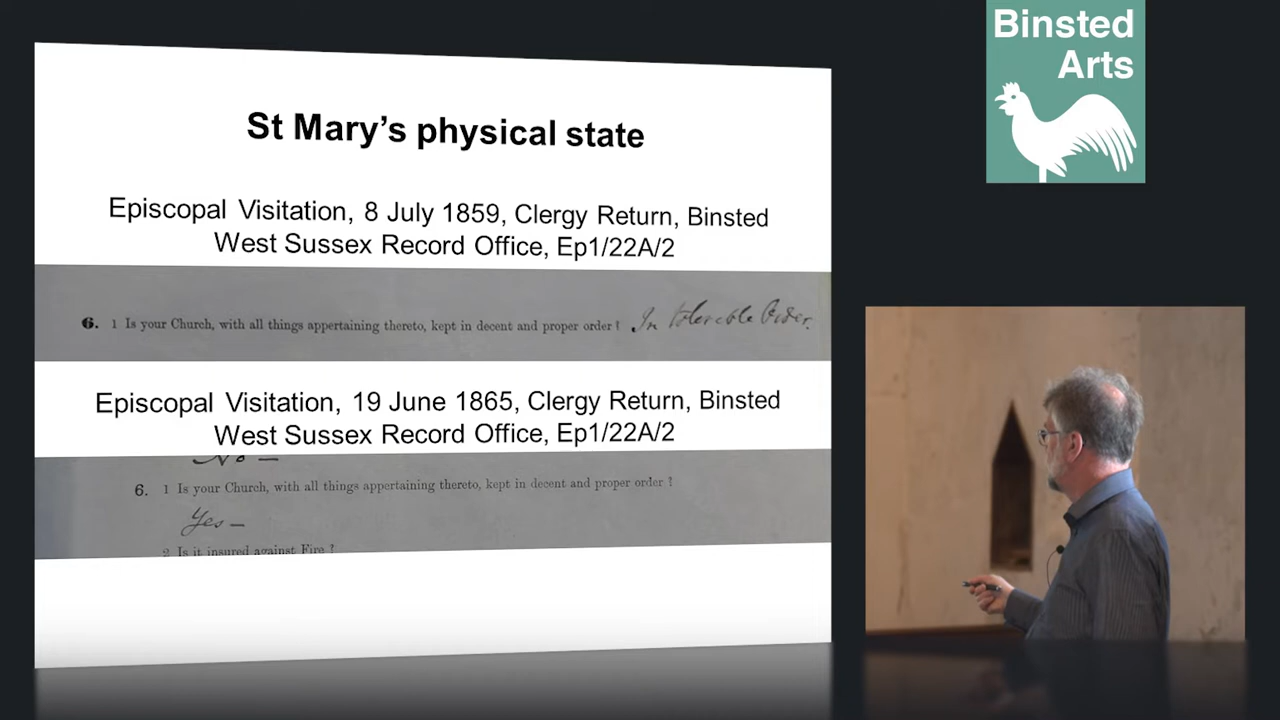 Binsted
Arts
St Mary's physical state
Episcopal Visitation, 8 July 1859, Clergy Return, Binsted
West Sussex Record Office, Ep1/22A/2
6. 1 Is your Church, with all things appertaining thereto, kept in decent and proper order? In tolerable Order.
Episcopal Visitation, 19 June 1865, Clergy Return, Binsted
West Sussex Record Office, Ep1/22A/2
No —
6. 1 Is your Church, with all things appertaining thereto, kept in decent and proper order?
Yes —
2 Is it insured against Fire?